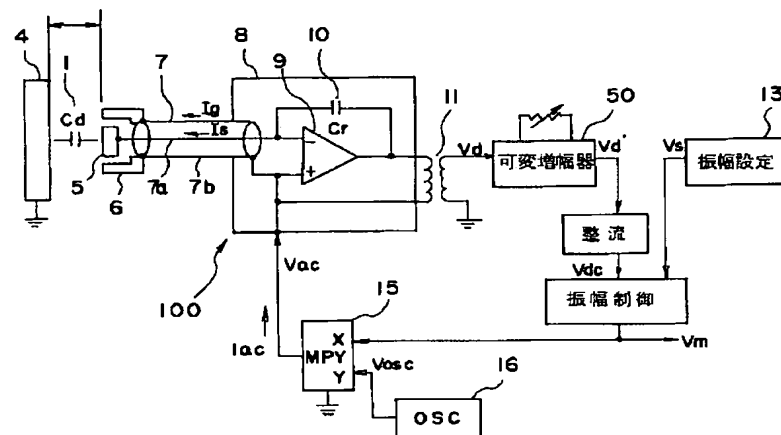 4
1
Cd
7
8
9
10
Cr
11
50
13
Ig
Is
−
+
Vd
可変増幅器
Vd'
Vs
振幅設定
5
6
7a
7b
整流
Vdc
振幅制御
100
Vac
Iac
15
X
MPY
Y
Vosc
16
OSC
Vm